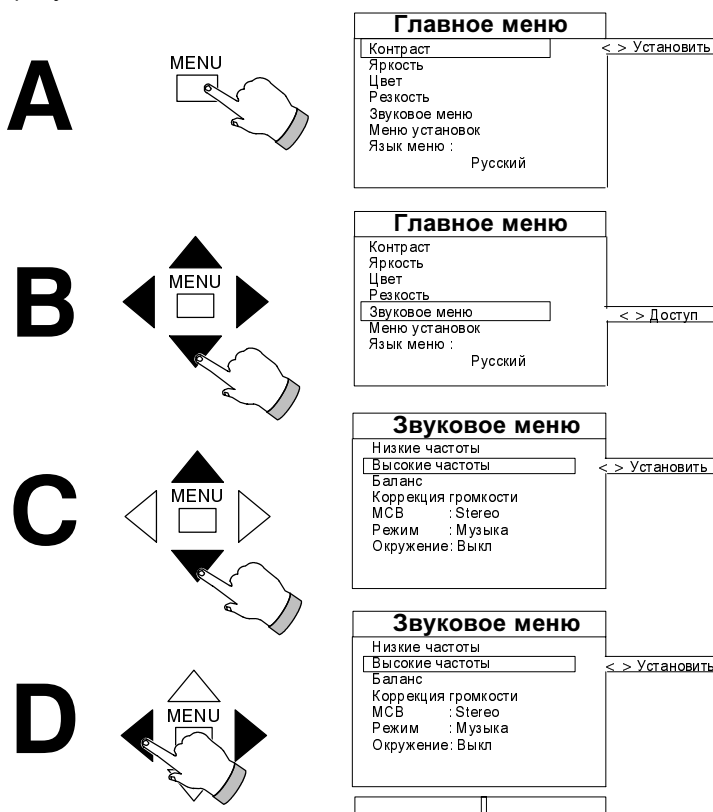 A
MENU
Главное меню
Контраст
< > Установить
Яркость
Цвет
Резкость
Звуковое меню
Меню установок
Язык меню :
Русский
B
MENU
Главное меню
Контраст
Яркость
Цвет
Резкость
Звуковое меню
< > Доступ
Меню установок
Язык меню :
Русский
C
MENU
Звуковое меню
Низкие частоты
Высокие частоты
< > Установить
Баланс
Коррекция громкости
МСВ : Stereo
Режим : Музыка
Окружение: Выкл
D
MENU
Звуковое меню
Низкие частоты
Высокие частоты
< > Установить
Баланс
Коррекция громкости
МСВ : Stereo
Режим : Музыка
Окружение: Выкл